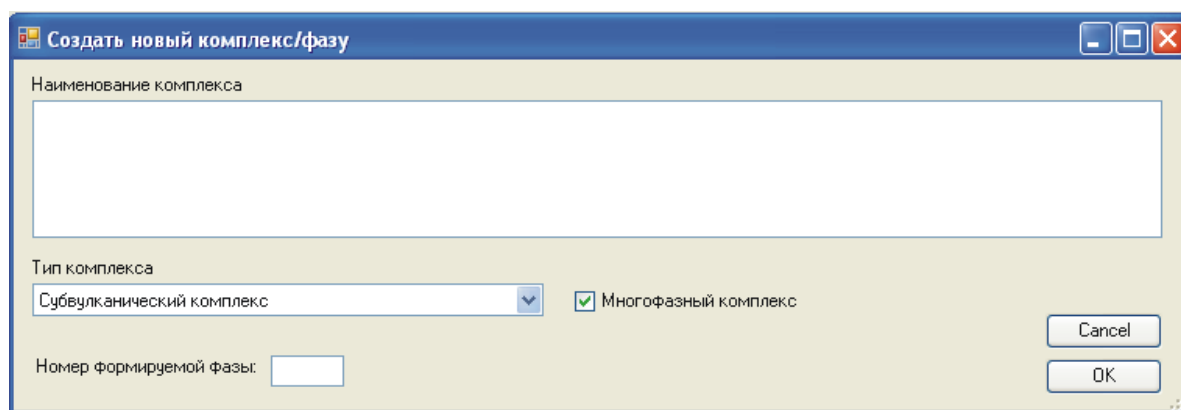 Создать новый комплекс/фазу
Наименование комплекса
Тип комплекса
Субвулканический комплекс
Многофазный комплекс
Cancel
Номер формируемой фазы:
OK